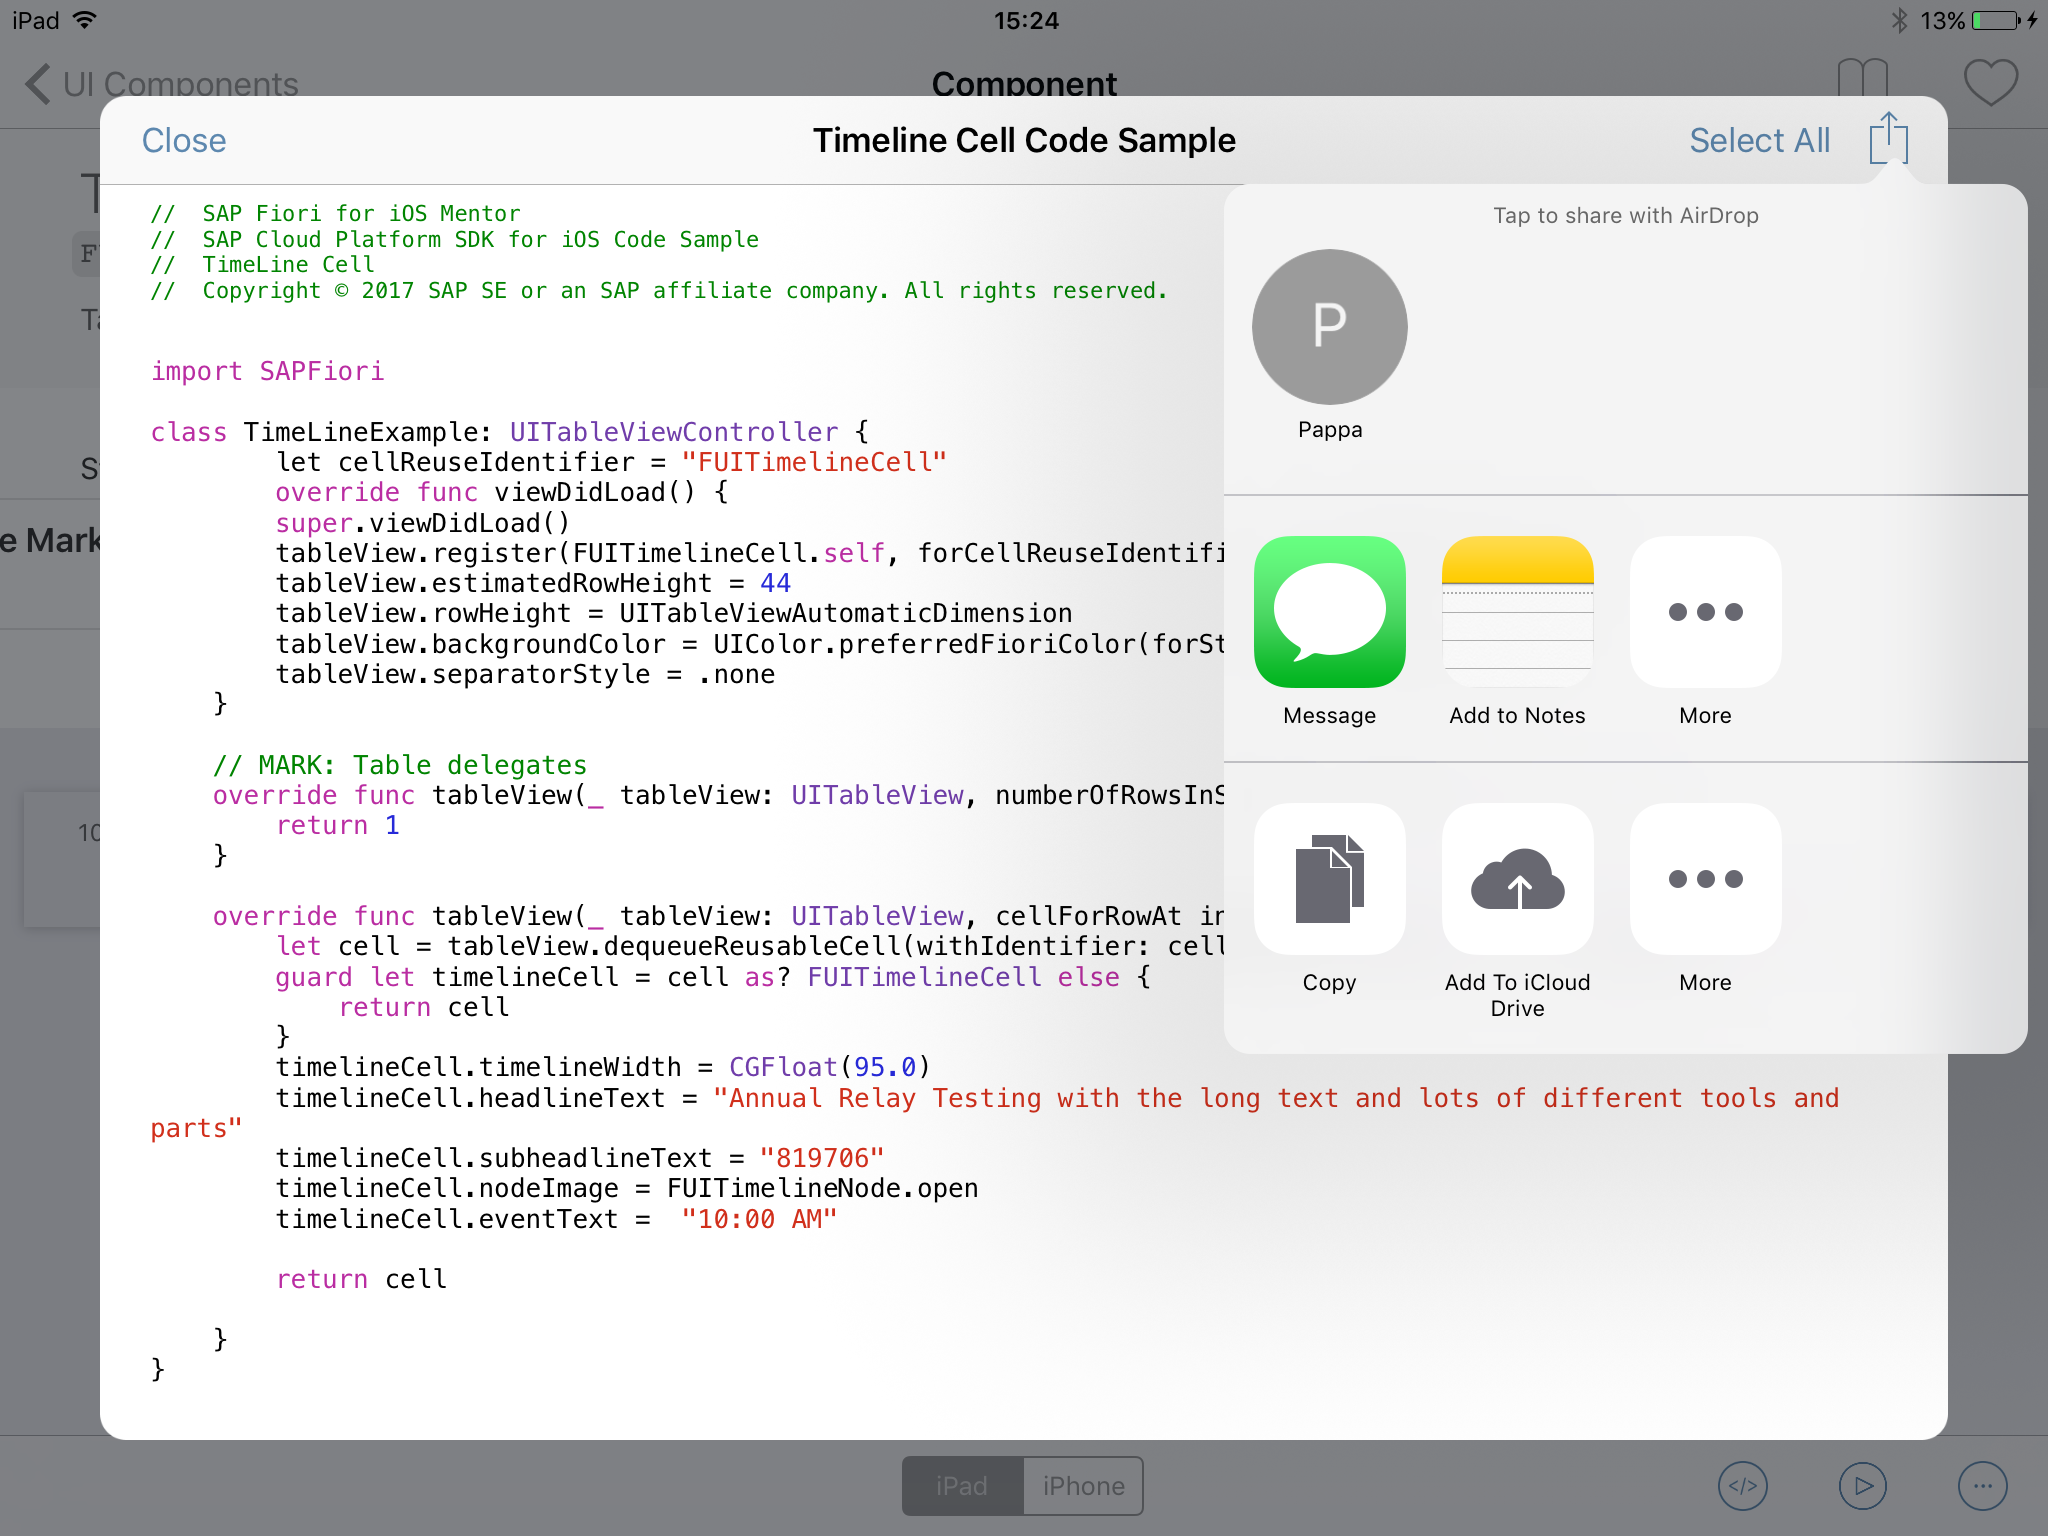 iPad 15:24 13%
UI Components Component
Close Timeline Cell Code Sample Select All
//  SAP Fiori for iOS Mentor
//  SAP Cloud Platform SDK for iOS Code Sample
//  TimeLine Cell
//  Copyright © 2017 SAP SE or an SAP affiliate company. All rights reserved.
import SAPFiori
class TimeLineExample: UITableViewController {
        let cellReuseIdentifier = "FUITimelineCell"
        override func viewDidLoad() {
        super.viewDidLoad()
        tableView.register(FUITimelineCell.self, forCellReuseIdentifi
        tableView.estimatedRowHeight = 44
        tableView.rowHeight = UITableViewAutomaticDimension
        tableView.backgroundColor = UIColor.preferredFioriColor(forSt
        tableView.separatorStyle = .none
    }
    // MARK: Table delegates
    override func tableView(_ tableView: UITableView, numberOfRowsInS
        return 1
    }
    override func tableView(_ tableView: UITableView, cellForRowAt in
        let cell = tableView.dequeueReusableCell(withIdentifier: cell
        guard let timelineCell = cell as? FUITimelineCell else {
            return cell
        }
        timelineCell.timelineWidth = CGFloat(95.0)
        timelineCell.headlineText = "Annual Relay Testing with the long text and lots of different tools and
parts"
        timelineCell.subheadlineText = "819706"
        timelineCell.nodeImage = FUITimelineNode.open
        timelineCell.eventText =  "10:00 AM"
        return cell
    }
}
Tap to share with AirDrop
P
Pappa
Message Add to Notes More
Copy Add To iCloud More
Drive
e Mark
10
iPad iPhone